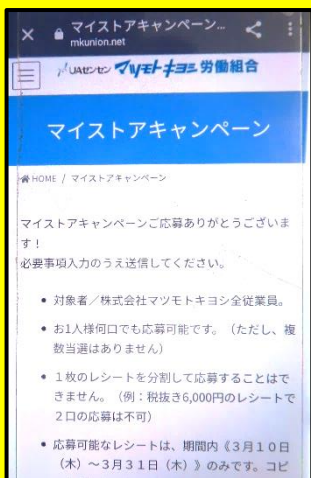 マイストアキャンペーン...
mkunion.net
UAゼンセン マツモトキヨシ 労働組合
マイストアキャンペーン
HOME / マイストアキャンペーン
マイストアキャンペーンご応募ありがとうございま
す！
必要事項入力のうえ送信してください。
• 対象者／株式会社マツモトキヨシ全従業員。
• お1人様何口でも応募可能です。（ただし、複
数当選はありません）
• 1枚のレシートを分割して応募することはで
きません。（例：税抜き6,000円のレシートで
2口の応募は不可）
• 応募可能なレシートは、期間内《3月10日
（木）～3月31日（木）》のみです。コピ